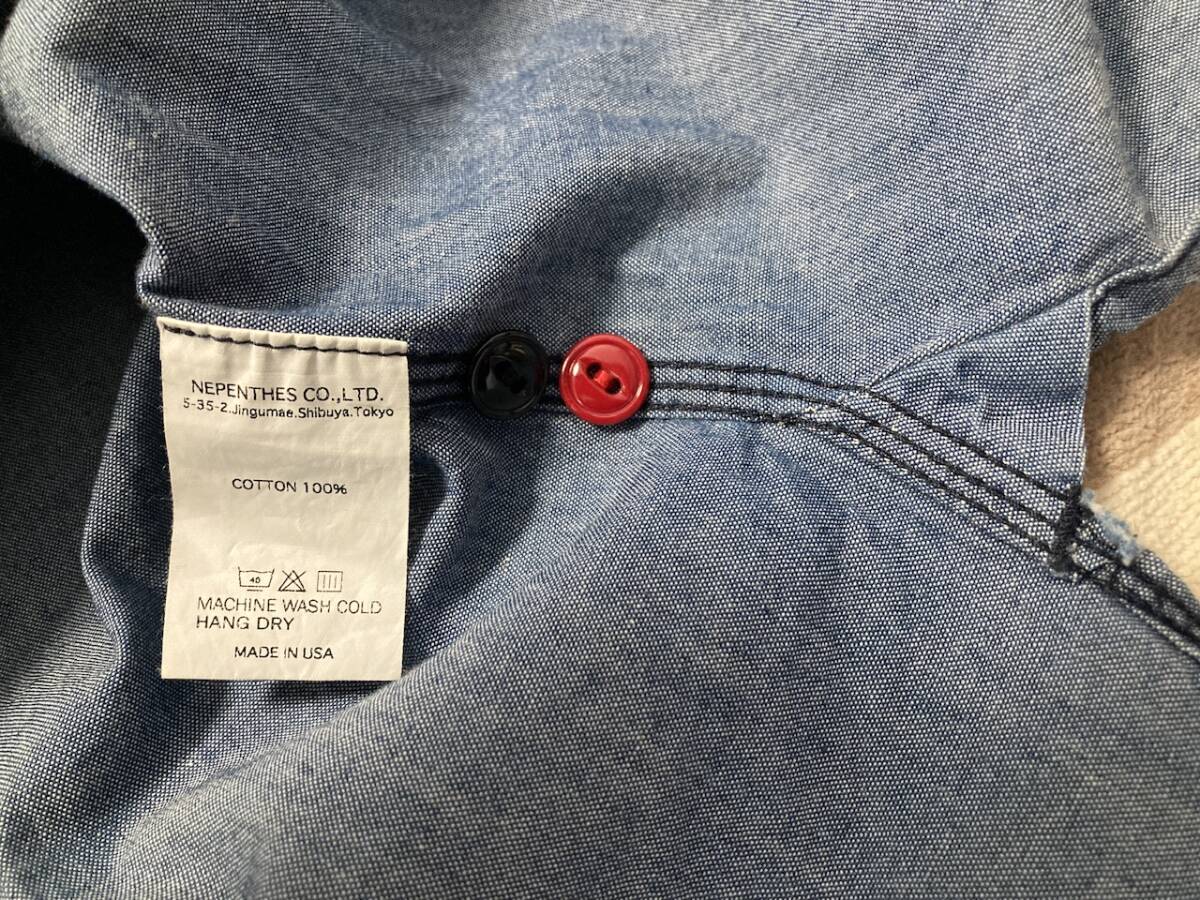 NEPENTHES CO.,LTD.
5-35-2.Jingumae.Shibuya.Tokyo
COTTON 100%
40
MACHINE WASH COLD
HANG DRY
MADE IN USA